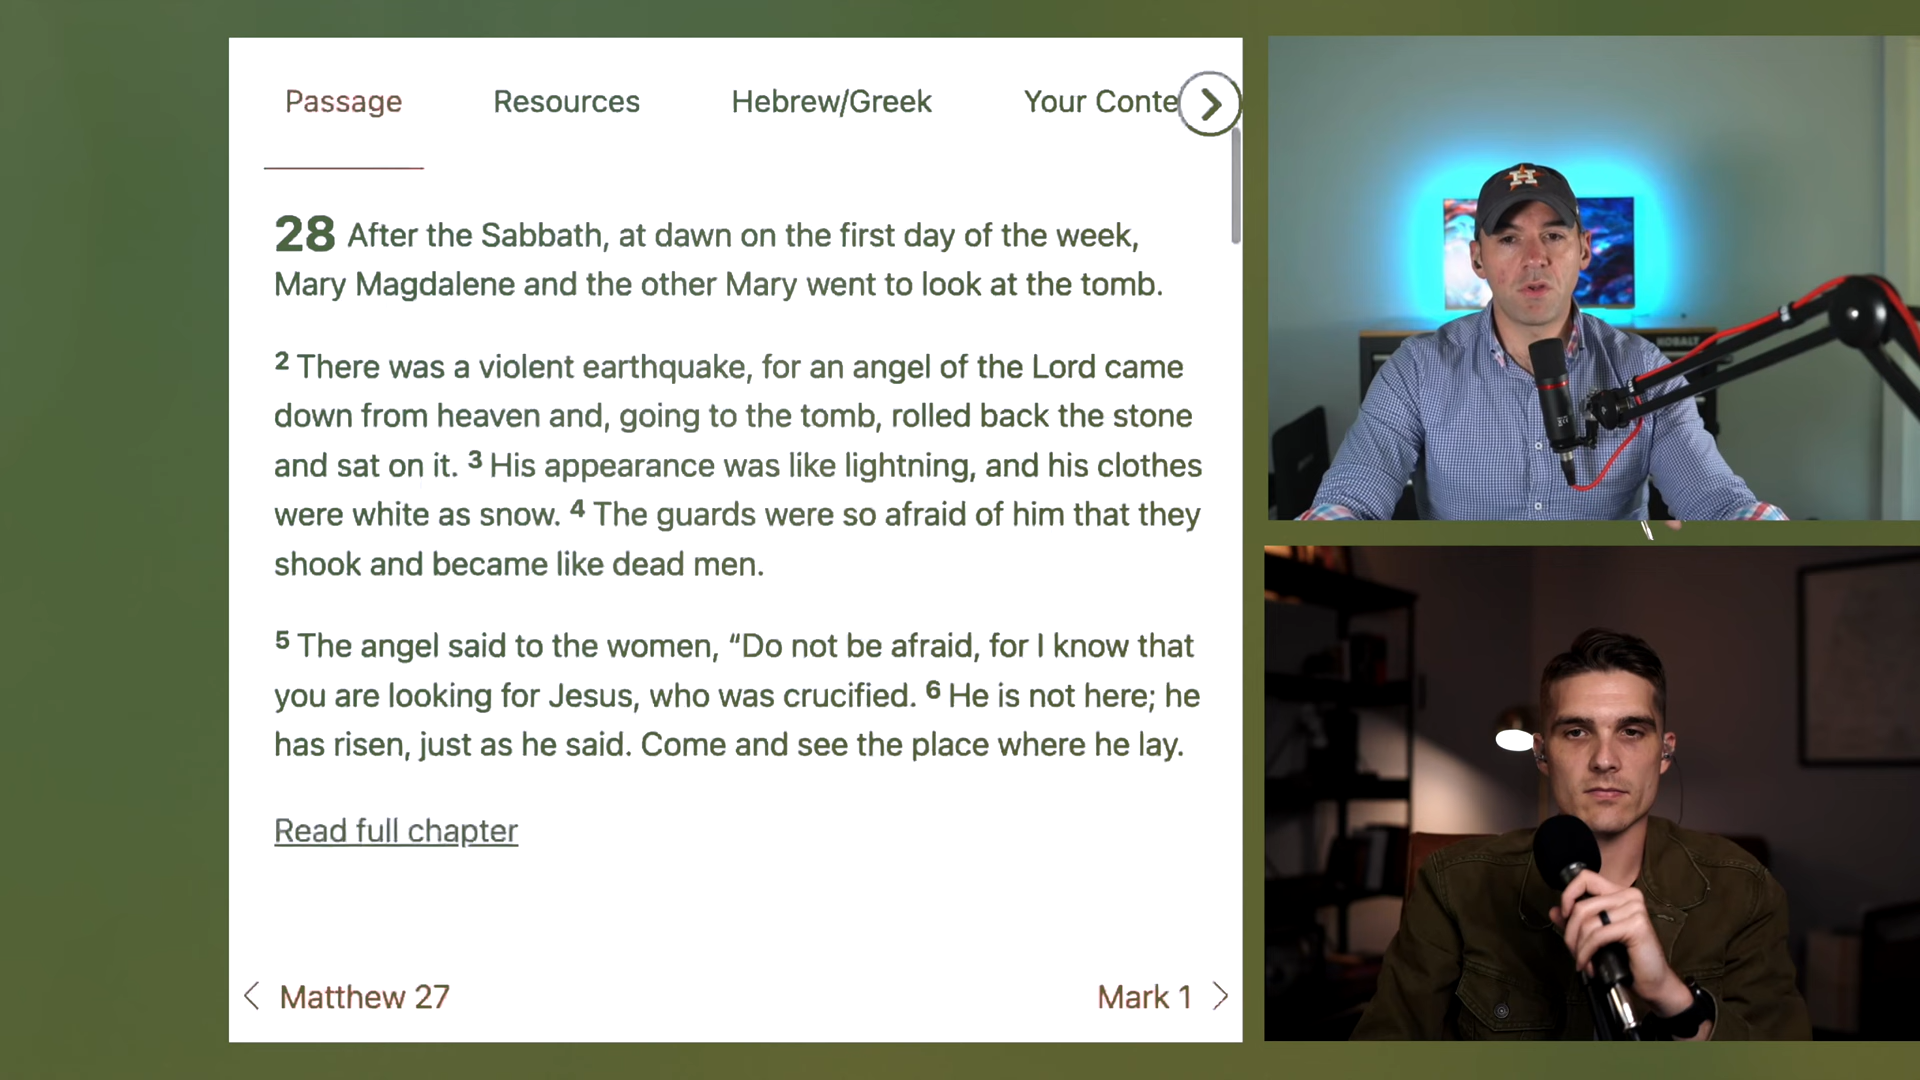 Passage Resources Hebrew/Greek Your Conte
28 After the Sabbath, at dawn on the first day of the week,
Mary Magdalene and the other Mary went to look at the tomb.
2 There was a violent earthquake, for an angel of the Lord came
down from heaven and, going to the tomb, rolled back the stone
and sat on it. 3 His appearance was like lightning, and his clothes
were white as snow. 4 The guards were so afraid of him that they
shook and became like dead men.
5 The angel said to the women, “Do not be afraid, for I know that
you are looking for Jesus, who was crucified. 6 He is not here; he
has risen, just as he said. Come and see the place where he lay.
Read full chapter
Matthew 27
Mark 1
H
KOBALT